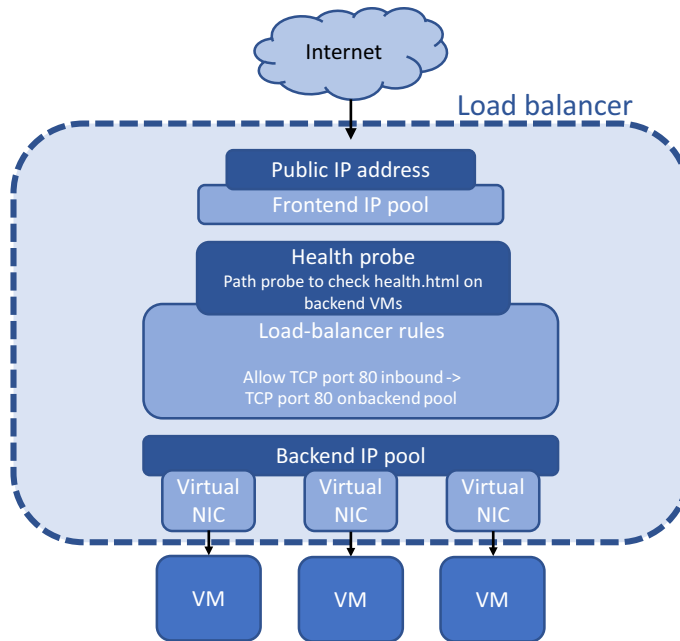 Internet
Load balancer
Public IP address
Frontend IP pool
Health probe
Path probe to check health.html on
backend VMs
Load-balancer rules
Allow TCP port 80 inbound ->
TCP port 80 on backend pool
Backend IP pool
Virtual
NIC
Virtual
NIC
Virtual
NIC
VM
VM
VM